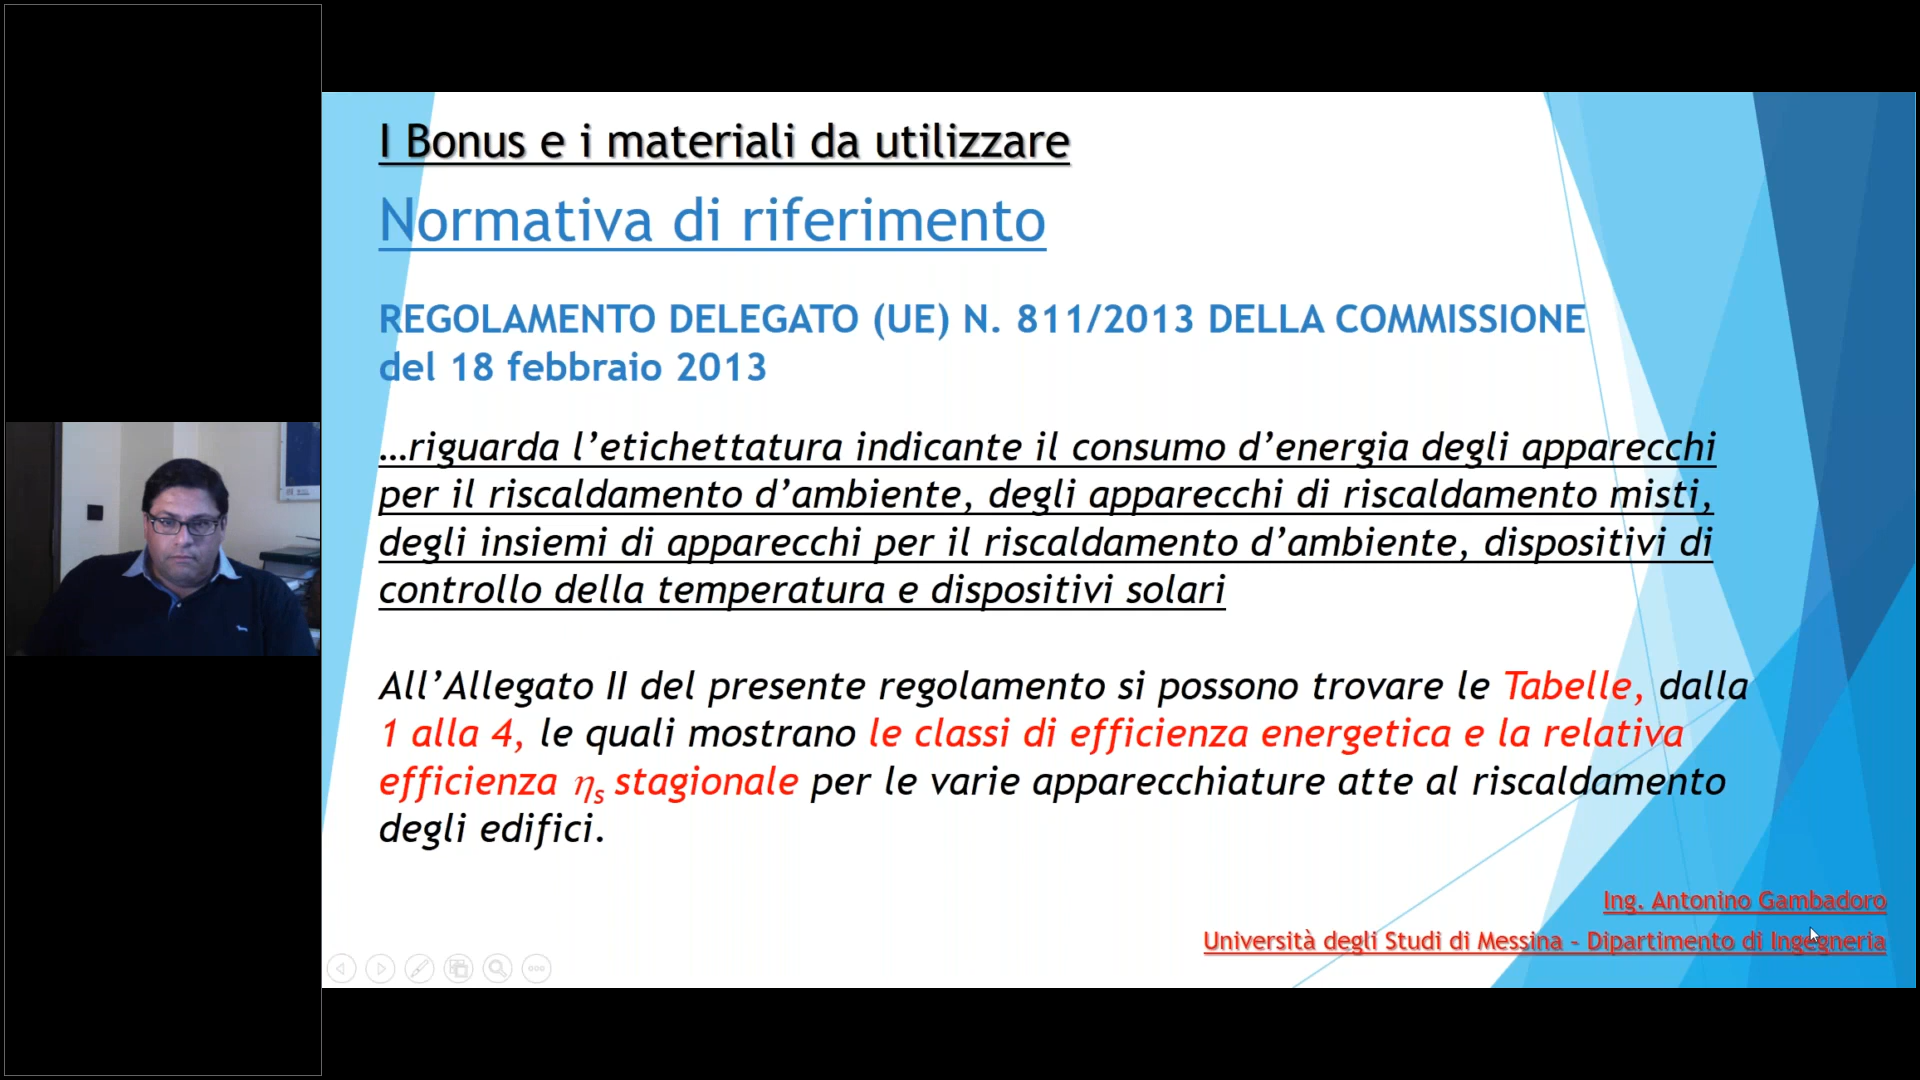 I Bonus e i materiali da utilizzare
Normativa di riferimento
REGOLAMENTO DELEGATO (UE) N. 811/2013 DELLA COMMISSIONE
del 18 febbraio 2013
…riguarda l’etichettatura indicante il consumo d’energia degli apparecchi
per il riscaldamento d’ambiente, degli apparecchi di riscaldamento misti,
degli insiemi di apparecchi per il riscaldamento d’ambiente, dispositivi di
controllo della temperatura e dispositivi solari
All’Allegato II del presente regolamento si possono trovare le Tabelle, dalla
1 alla 4, le quali mostrano le classi di efficienza energetica e la relativa
efficienza ηs stagionale per le varie apparecchiature atte al riscaldamento
degli edifici.
Ing. Antonino Gambadoro
Università degli Studi di Messina - Dipartimento di Ingegneria